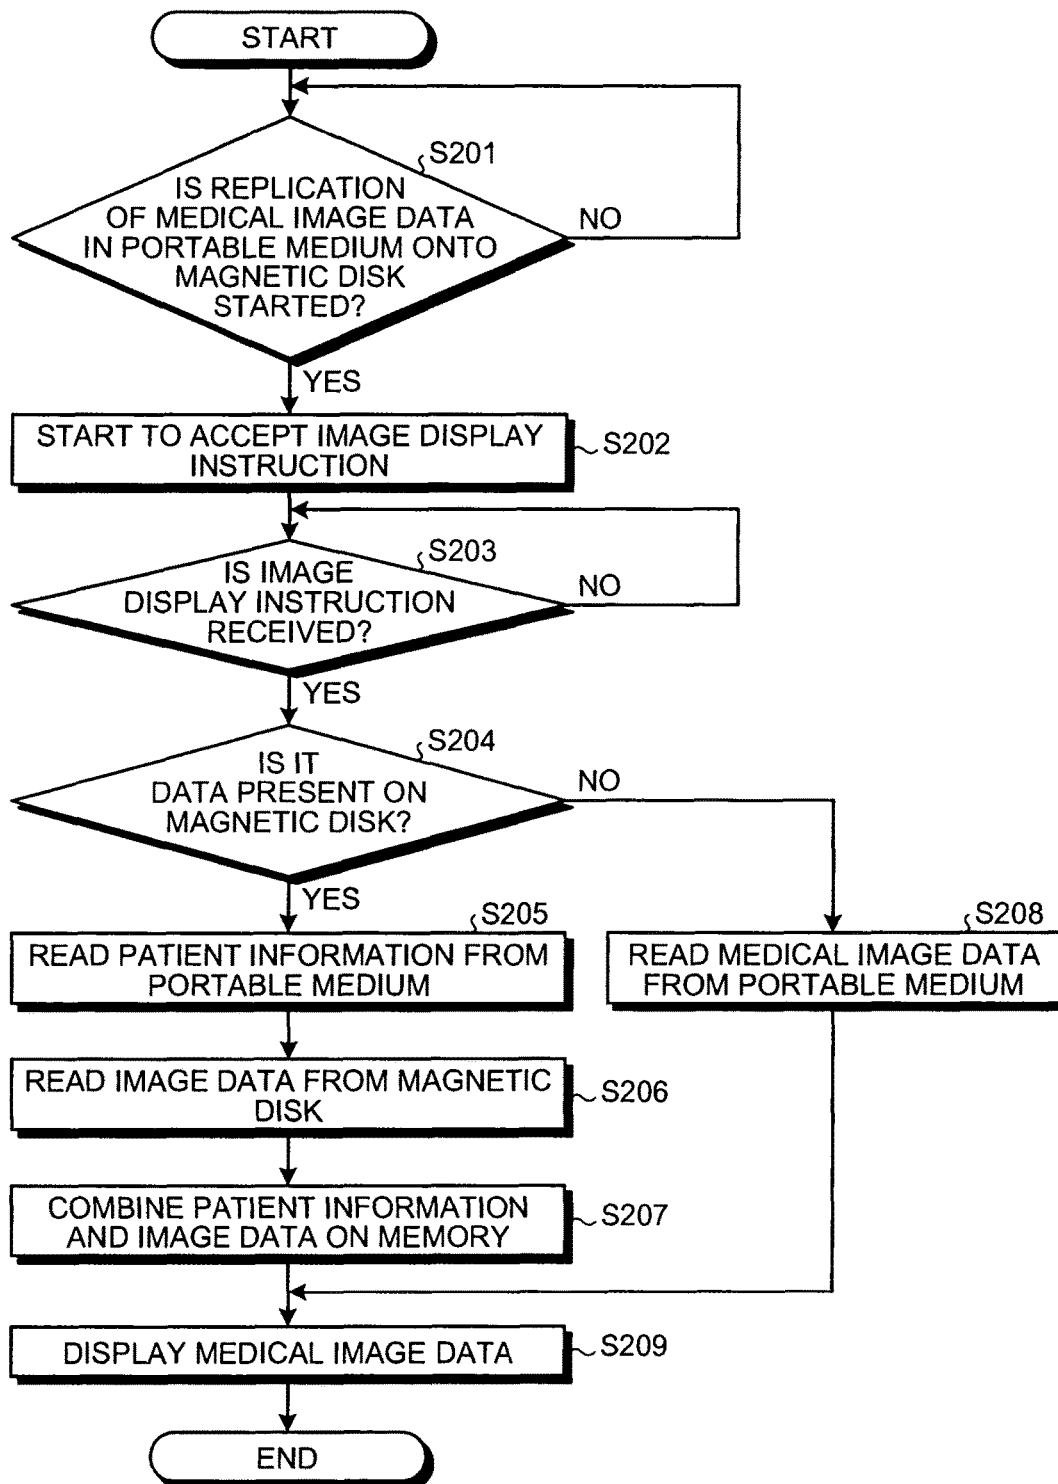 START
S201
IS REPLICATION
OF MEDICAL IMAGE DATA
IN PORTABLE MEDIUM ONTO
MAGNETIC DISK
STARTED?
NO
YES
START TO ACCEPT IMAGE DISPLAY
INSTRUCTION
S202
S203
IS IMAGE
DISPLAY INSTRUCTION
RECEIVED?
NO
YES
S204
IS IT
DATA PRESENT ON
MAGNETIC DISK?
NO
YES
S205
READ PATIENT INFORMATION FROM
PORTABLE MEDIUM
S208
READ MEDICAL IMAGE DATA
FROM PORTABLE MEDIUM
READ IMAGE DATA FROM MAGNETIC
DISK
S206
COMBINE PATIENT INFORMATION
AND IMAGE DATA ON MEMORY
S207
DISPLAY MEDICAL IMAGE DATA
S209
END